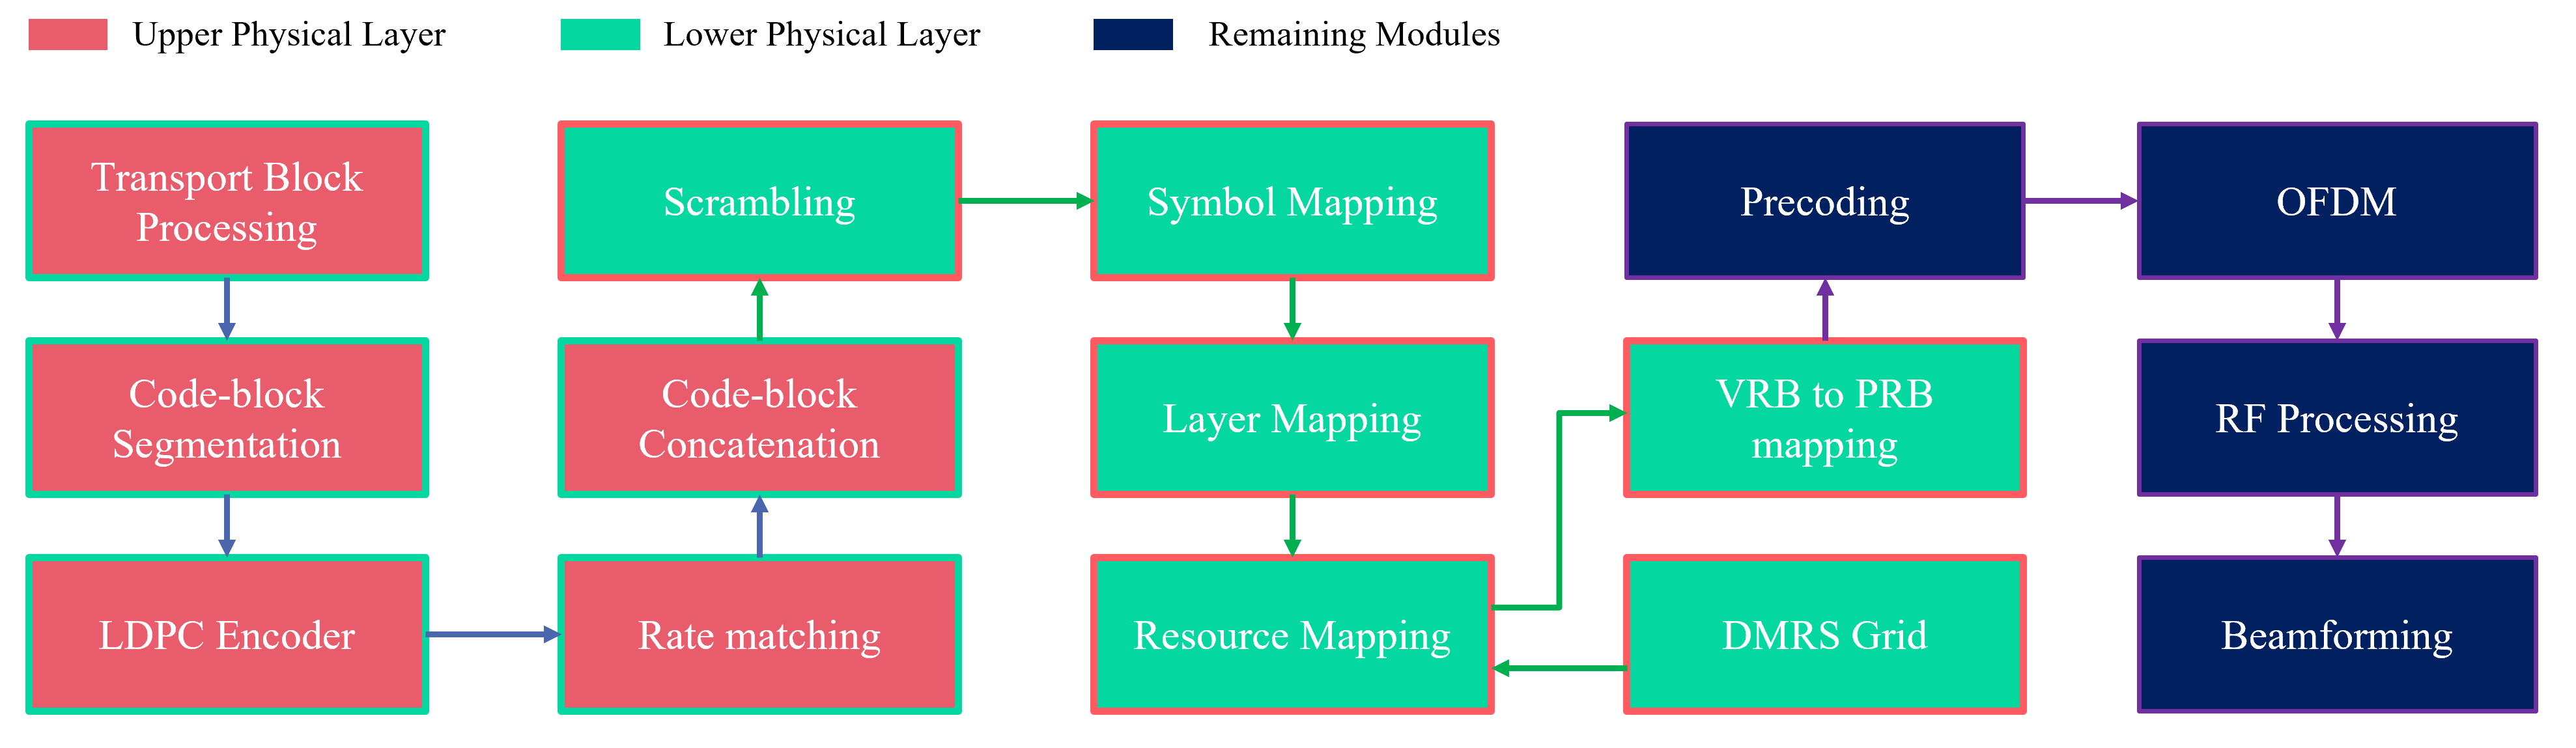 Upper Physical Layer
Lower Physical Layer
Remaining Modules
Transport Block
Processing
Code-block
Segmentation
LDPC Encoder
Scrambling
Code-block
Concatenation
Rate matching
Symbol Mapping
Layer Mapping
Resource Mapping
Precoding
VRB to PRB
mapping
DMRS Grid
OFDM
RF Processing
Beamforming